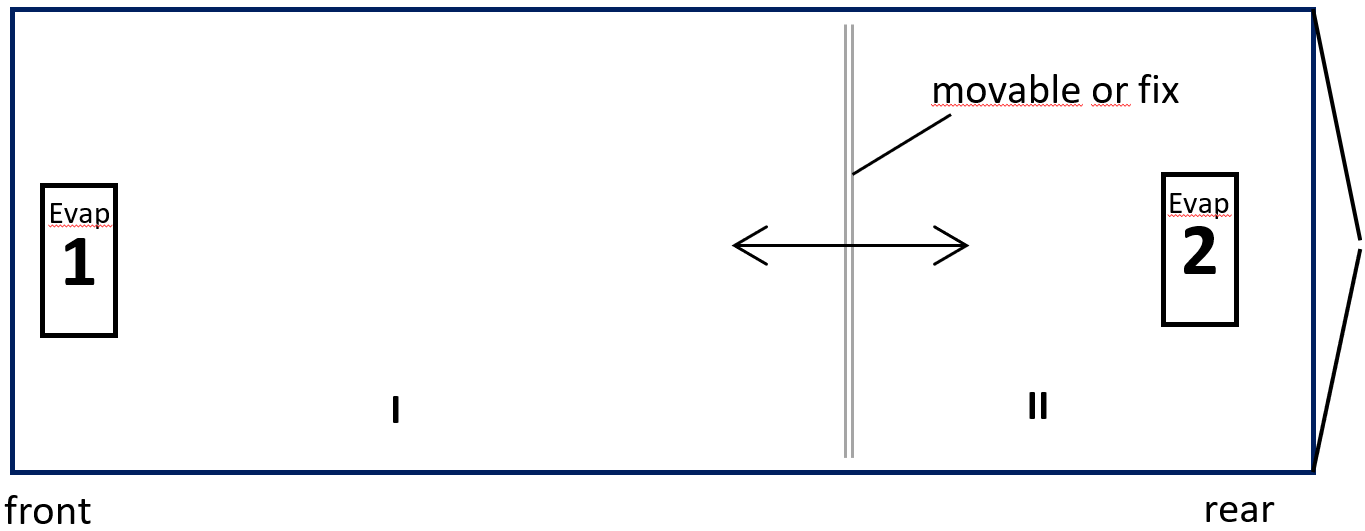 movable or fix
Evap
1
Evap
2
I
II
front
rear